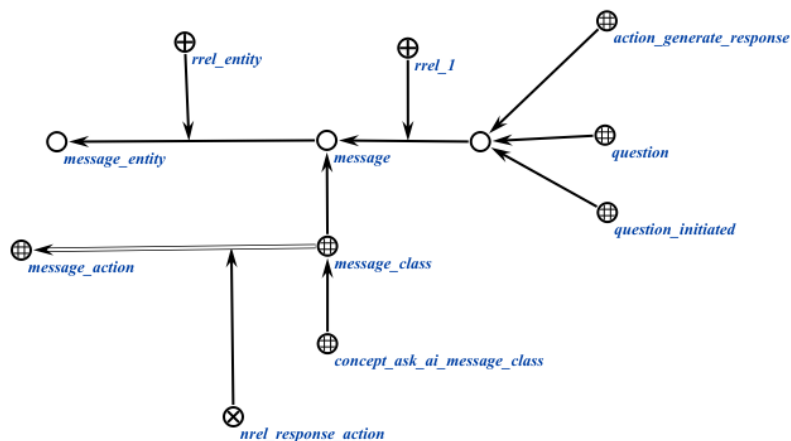 action_generate_response
rrel_entity
rrel_1
message_entity
message
question
question_initiated
message_action
message_class
concept_ask_ai_message_class
nrel_response_action